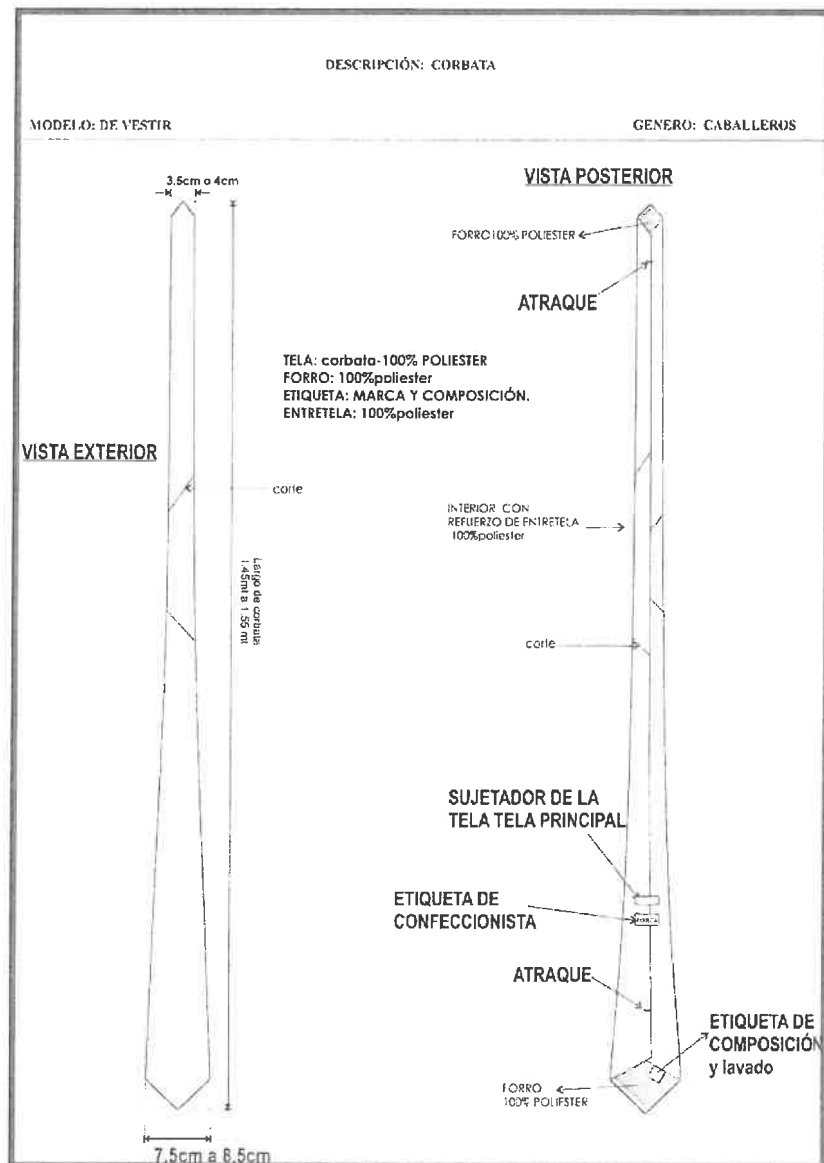 DESCRIPCIÓN: CORBATA
MODELO: DE VESTIR
GENERO: CABALLEROS
3.5cm a 4cm
VISTA POSTERIOR
FORRO 100% POLIESTER
ATRAQUE
TELA: corbata-100% POLIESTER
FORRO: 100%poliester
ETIQUETA: MARCA Y COMPOSICIÓN.
ENTRETELA: 100%poliester
VISTA EXTERIOR
corte
INTERIOR CON
REFUERZO DE ENTRETELA
100%poliester
Largo de corbata
1.45mt a 1.55 mt
corte
SUJETADOR DE LA
TELA TELA PRINCIPAL
ETIQUETA DE
CONFECCIONISTA
MARCA
ATRAQUE
ETIQUETA DE
COMPOSICIÓN
y lavado
FORRO
100% POLIESTER
7.5cm a 8.5cm